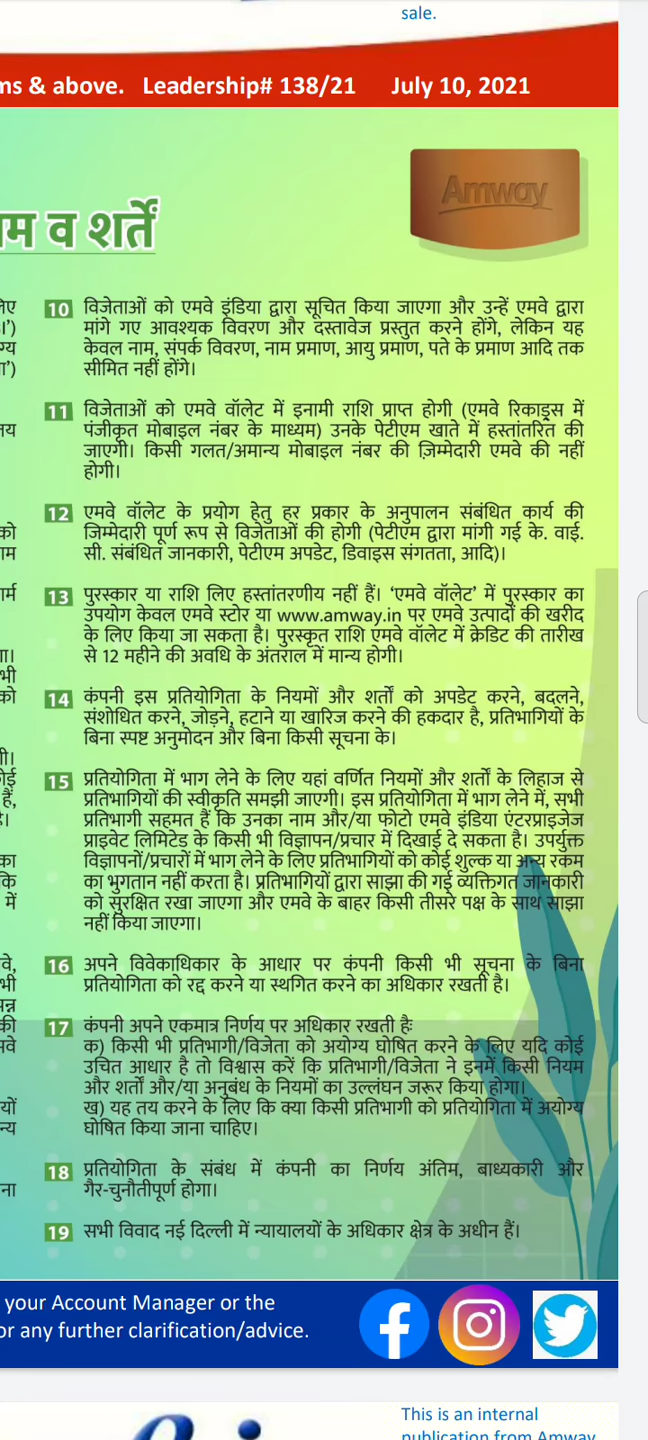 sale.
ms & above. Leadership# 138/21 July 10, 2021
Amway
म व शर्तें
10 विजेताओं को एमवे इंडिया द्वारा सूचित किया जाएगा और उन्हें एमवे द्वारा
मांगे गए आवश्यक विवरण और दस्तावेज प्रस्तुत करने होंगे, लेकिन यह
केवल नाम, संपर्क विवरण, नाम प्रमाण, आयु प्रमाण, पते के प्रमाण आदि तक
सीमित नहीं होंगे।
11 विजेताओं को एमवे वॉलेट में इनामी राशि प्राप्त होगी (एमवे रिकाड्र्स में
पंजीकृत मोबाइल नंबर के माध्यम) उनके पेटीएम खाते में हस्तांतरित की
जाएगी। किसी गलत/अमान्य मोबाइल नंबर की ज़िम्मेदारी एमवे की नहीं
होगी।
12 एमवे वॉलेट के प्रयोग हेतु हर प्रकार के अनुपालन संबंधित कार्य की
जिम्मेदारी पूर्ण रूप से विजेताओं की होगी (पेटीएम द्वारा मांगी गई के. वाई.
सी. संबंधित जानकारी, पेटीएम अपडेट, डिवाइस संगतता, आदि)।
13 पुरस्कार या राशि लिए हस्तांतरणीय नहीं हैं। ‘एमवे वॉलेट’ में पुरस्कार का
उपयोग केवल एमवे स्टोर या www.amway.in पर एमवे उत्पादों की खरीद
के लिए किया जा सकता है। पुरस्कृत राशि एमवे वॉलेट में क्रेडिट की तारीख
से 12 महीने की अवधि के अंतराल में मान्य होगी।
14 कंपनी इस प्रतियोगिता के नियमों और शर्तों को अपडेट करने, बदलने,
संशोधित करने, जोड़ने, हटाने या खारिज करने की हकदार है, प्रतिभागियों के
बिना स्पष्ट अनुमोदन और बिना किसी सूचना के।
15 प्रतियोगिता में भाग लेने के लिए यहां वर्णित नियमों और शर्तों के लिहाज से
प्रतिभागियों की स्वीकृति समझी जाएगी। इस प्रतियोगिता में भाग लेने में, सभी
प्रतिभागी सहमत हैं कि उनका नाम और/या फोटो एमवे इंडिया एंटरप्राइजेज
प्राइवेट लिमिटेड के किसी भी विज्ञापन/प्रचार में दिखाई दे सकता है। उपर्युक्त
विज्ञापनों/प्रचारों में भाग लेने के लिए प्रतिभागियों को कोई शुल्क या अन्य रकम
का भुगतान नहीं करता है। प्रतिभागियों द्वारा साझा की गई व्यक्तिगत जानकारी
को सुरक्षित रखा जाएगा और एमवे के बाहर किसी तीसरे पक्ष के साथ साझा
नहीं किया जाएगा।
16 अपने विवेकाधिकार के आधार पर कंपनी किसी भी सूचना के बिना
प्रतियोगिता को रद्द करने या स्थगित करने का अधिकार रखती है।
17 कंपनी अपने एकमात्र निर्णय पर अधिकार रखती हैः
क) किसी भी प्रतिभागी/विजेता को अयोग्य घोषित करने के लिए यदि कोई
उचित आधार है तो विश्वास करें कि प्रतिभागी/विजेता ने इनमें किसी नियम
और शर्तों और/या अनुबंध के नियमों का उल्लंघन जरूर किया होगा।
ख) यह तय करने के लिए कि क्या किसी प्रतिभागी को प्रतियोगिता में अयोग्य
घोषित किया जाना चाहिए।
18 प्रतियोगिता के संबंध में कंपनी का निर्णय अंतिम, बाध्यकारी और
गैर-चुनौतीपूर्ण होगा।
19 सभी विवाद नई दिल्ली में न्यायालयों के अधिकार क्षेत्र के अधीन हैं।
your Account Manager or the
or any further clarification/advice.
This is an internal
publication from Amway